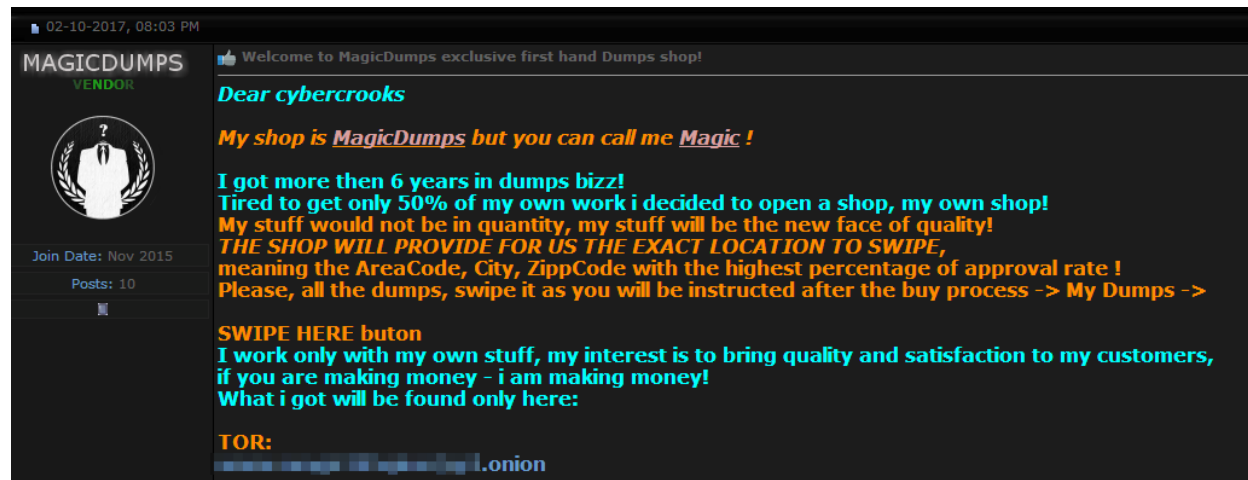 02-10-2017, 08:03 PM
MAGICDUMPS
VENDOR
?
Join Date: Nov 2015
Posts: 10
Welcome to MagicDumps exclusive first hand Dumps shop!
Dear cybercrooks
My shop is MagicDumps but you can call me Magic !
I got more then 6 years in dumps bizz!
Tired to get only 50% of my own work i decided to open a shop, my own shop!
My stuff would not be in quantity, my stuff will be the new face of quality!
THE SHOP WILL PROVIDE FOR US THE EXACT LOCATION TO SWIPE,
meaning the AreaCode, City, ZippCode with the highest percentage of approval rate !
Please, all the dumps, swipe it as you will be instructed after the buy process -> My Dumps ->
SWIPE HERE buton
I work only with my own stuff, my interest is to bring quality and satisfaction to my customers,
if you are making money - i am making money!
What i got will be found only here:
TOR:
.onion